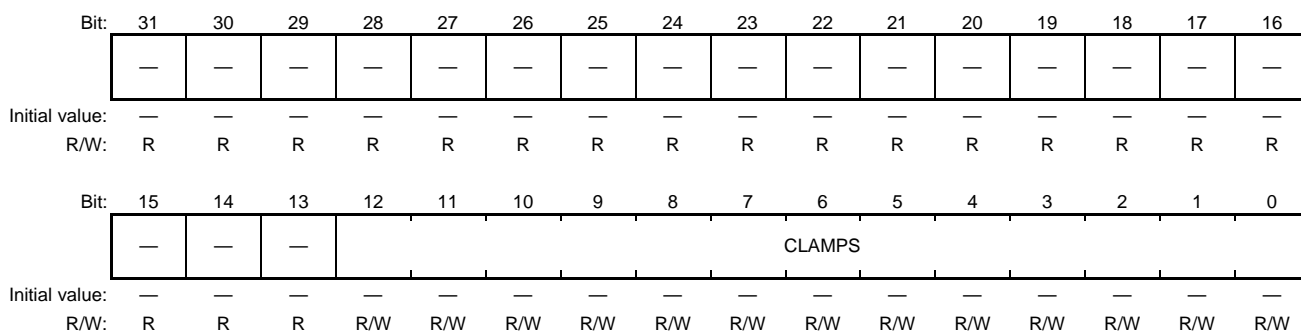 Bit: 31 30 29 28 27 26 25 24 23 22 21 20 19 18 17 16
— — — — — — — — — — — — — — — —
Initial value: — — — — — — — — — — — — — — — —
R/W: R R R R R R R R R R R R R R R R
Bit: 15 14 13 12 11 10 9 8 7 6 5 4 3 2 1 0
— — — CLAMPS
Initial value: — — — — — — — — — — — — — — — —
R/W: R R R R/W R/W R/W R/W R/W R/W R/W R/W R/W R/W R/W R/W R/W